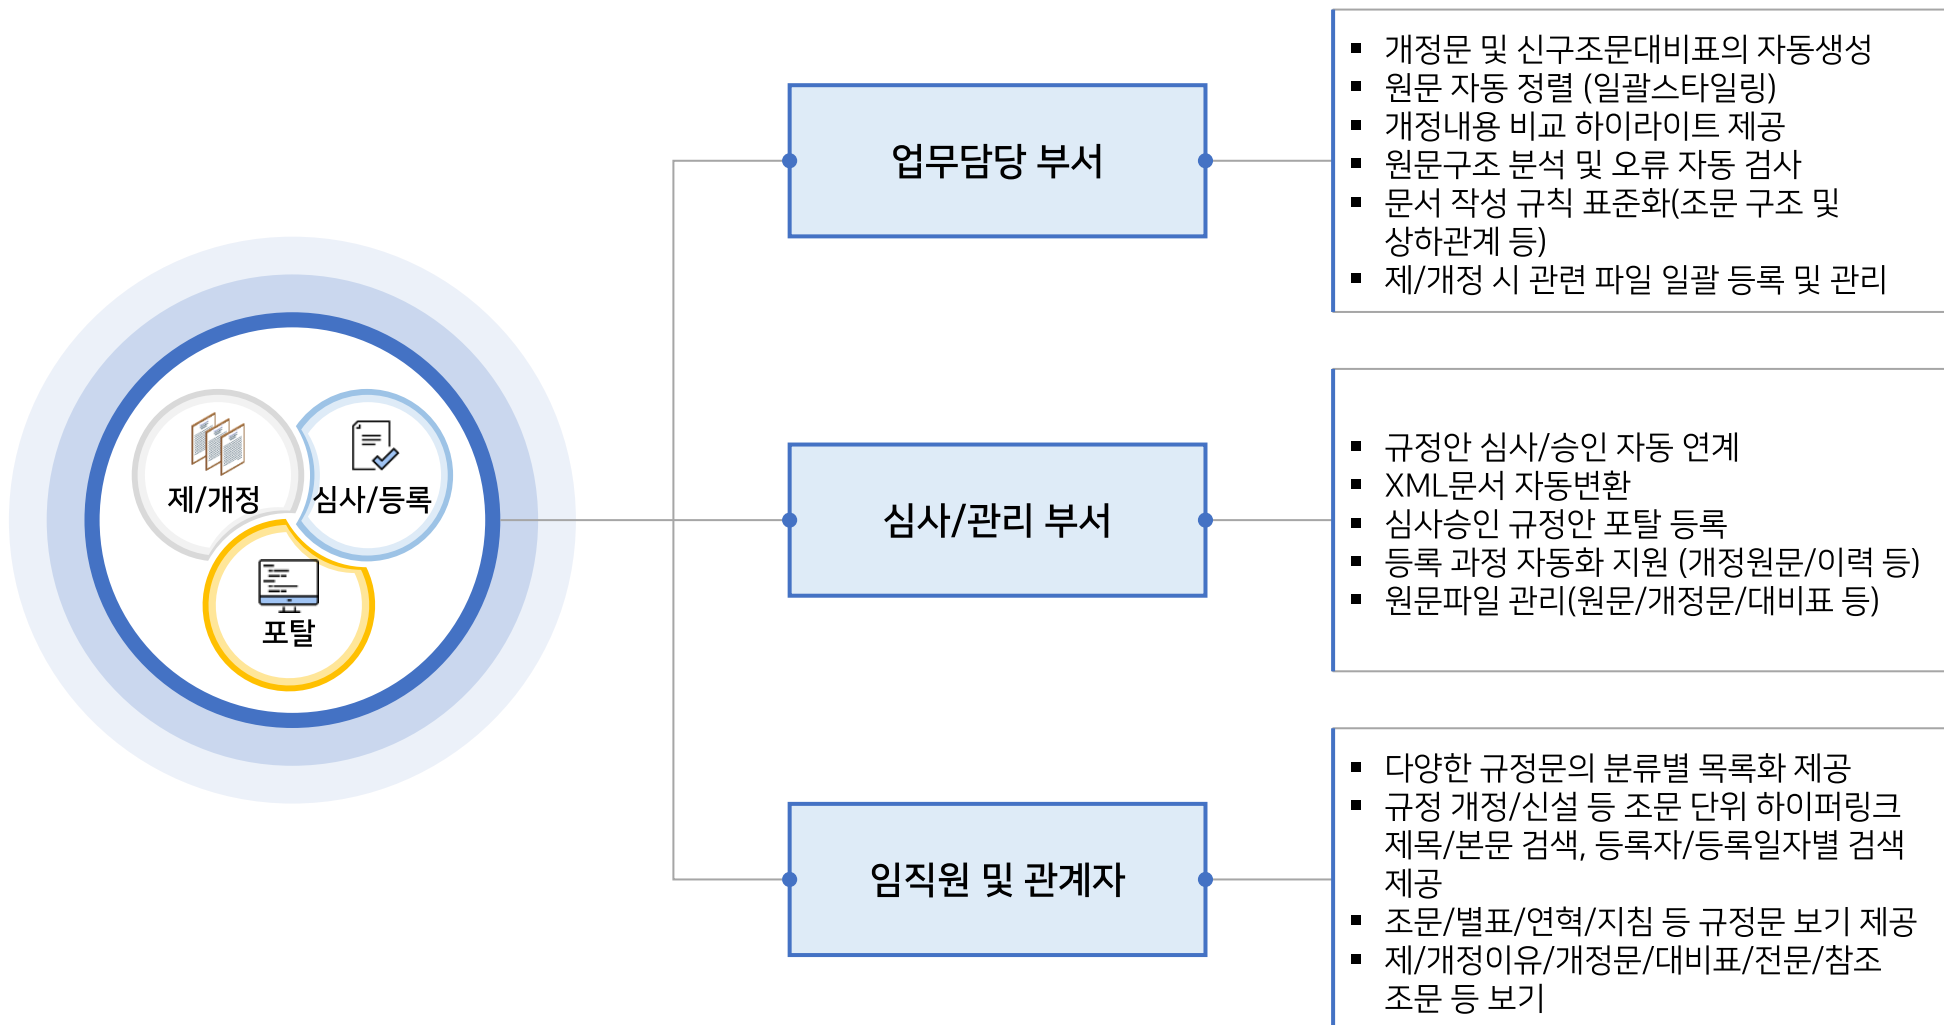 제/개정
심사/등록
포탈
업무담당 부서
개정문 및 신구조문대비표의 자동생성
원문 자동 정렬 (일괄스타일링)
개정내용 비교 하이라이트 제공
원문구조 분석 및 오류 자동 검사
문서 작성 규칙 표준화(조문 구조 및
상하관계 등)
제/개정 시 관련 파일 일괄 등록 및 관리
심사/관리 부서
규정안 심사/승인 자동 연계
XML문서 자동변환
심사승인 규정안 포탈 등록
등록 과정 자동화 지원 (개정원문/이력 등)
원문파일 관리(원문/개정문/대비표 등)
임직원 및 관계자
다양한 규정문의 분류별 목록화 제공
규정 개정/신설 등 조문 단위 하이퍼링크
제목/본문 검색, 등록자/등록일자별 검색
제공
조문/별표/연혁/지침 등 규정문 보기 제공
제/개정이유/개정문/대비표/전문/참조
조문 등 보기